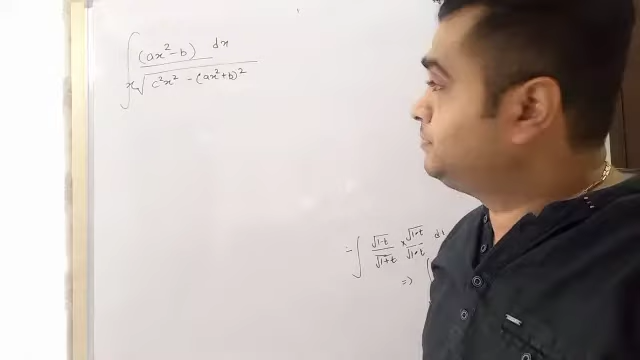 ∫ (ax² - b) dx
x√ c²x² - (ax² + b)²
= ∫ √1-t × √1-t dt
√1+t √1-t
=> ∫